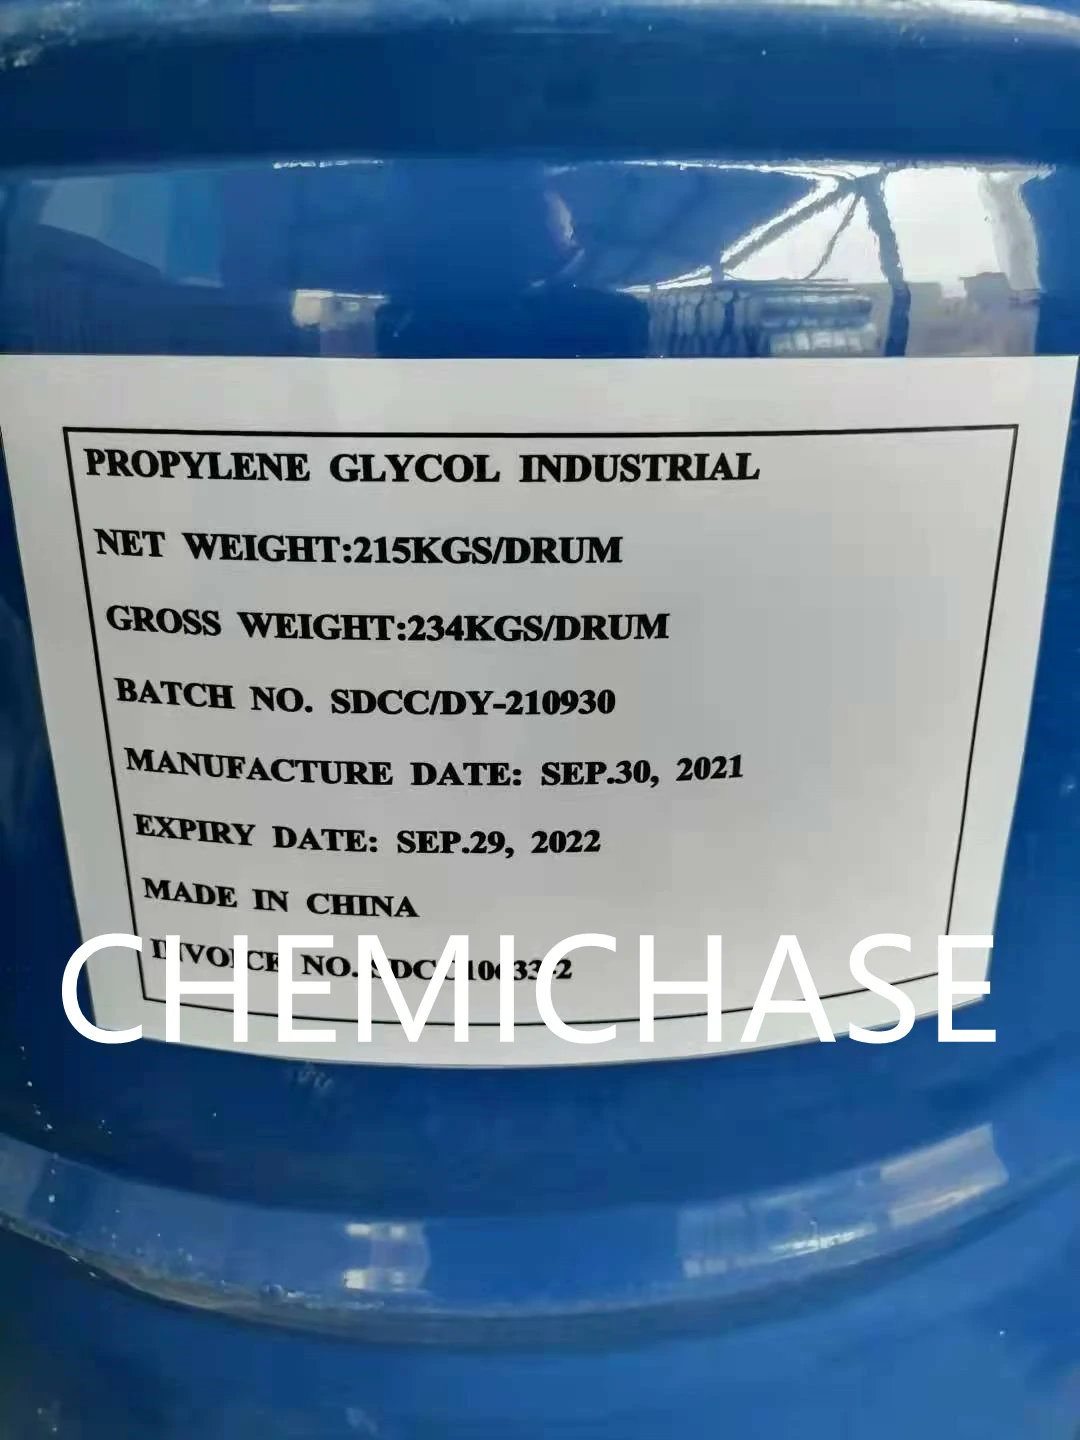 PROPYLENE GLYCOL INDUSTRIAL
NET WEIGHT:215KGS/DRUM
GROSS WEIGHT:234KGS/DRUM
BATCH NO. SDCC/DY-210930
MANUFACTURE DATE: SEP.30, 2021
EXPIRY DATE: SEP.29, 2022
MADE IN CHINA
INVOICE NO.
CHEMICHASE